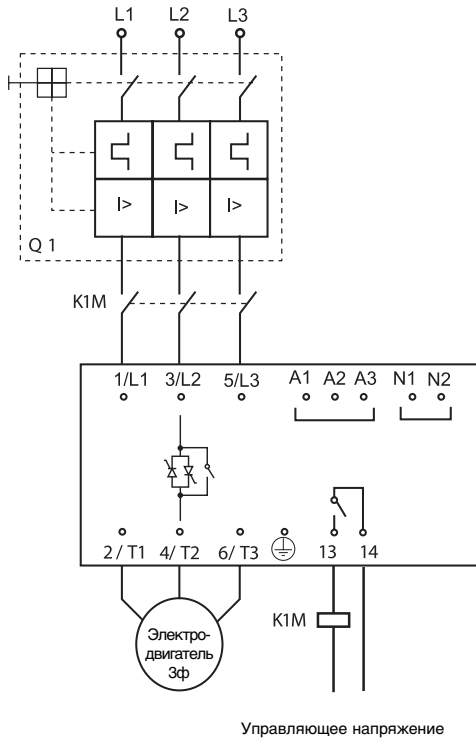 L1 L2 L3
I> I> I>
Q 1
K1M
1/L1 3/L2 5/L3 A1 A2 A3 N1 N2
2/ T1 4/ T2 6/ T3 13 14
K1M
Электро-
двигатель
3ф
Управляющее напряжение